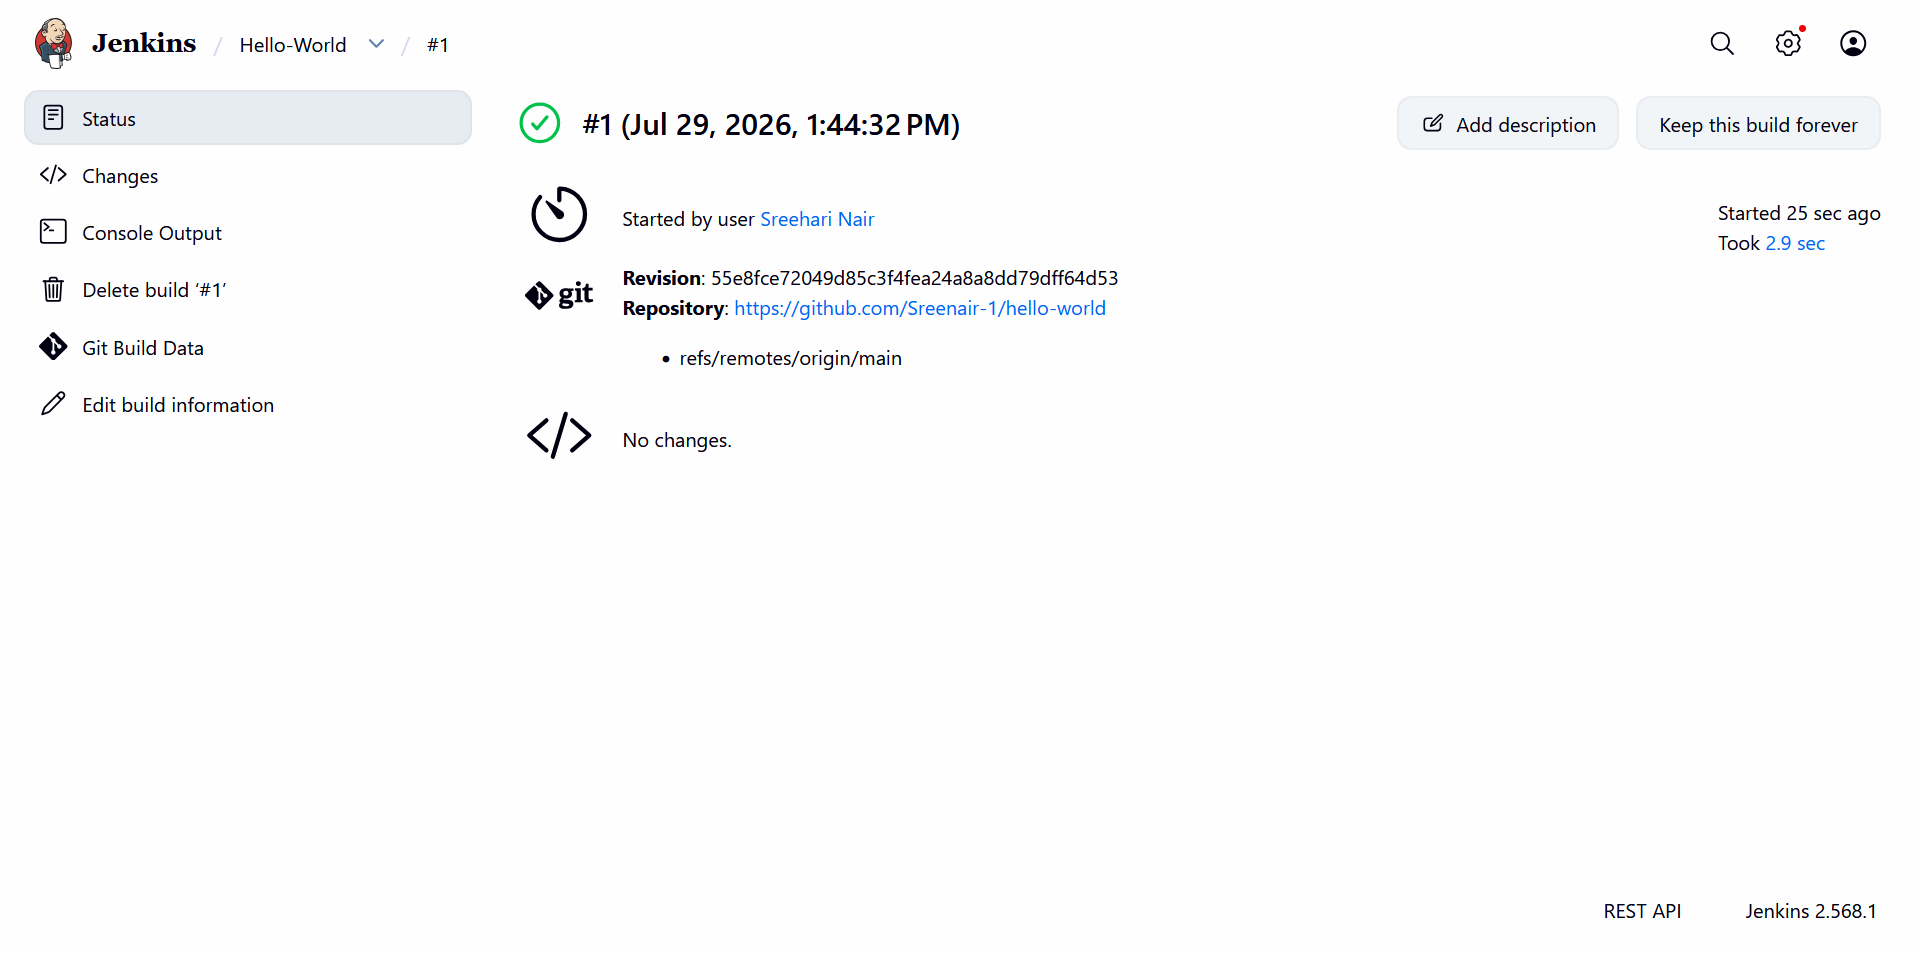 Jenkins / Hello-World / #1
Status
Changes
Console Output
Delete build ‘#1’
Git Build Data
Edit build information
#1 (Jul 29, 2026, 1:44:32 PM)
Add description
Keep this build forever
Started by user Sreehari Nair
Started 25 sec ago
Took 2.9 sec
git
Revision: 55e8fce72049d85c3f4fea24a8a8dd79dff64d53
Repository: https://github.com/Sreenair-1/hello-world
• refs/remotes/origin/main
No changes.
REST API
Jenkins 2.568.1